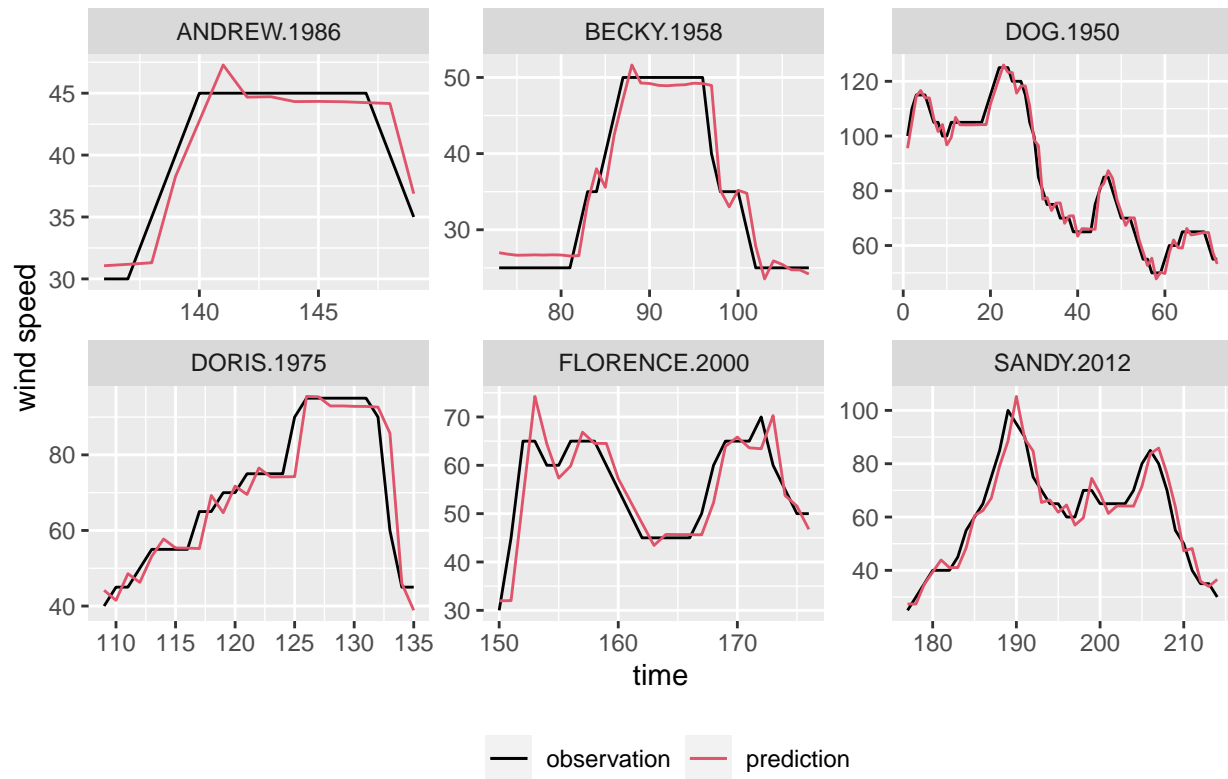 ANDREW.1986 BECKY.1958 DOG.1950
45 50 120
40 40 100
35 30 80
30 60
140 145 80 90 100 0 20 40 60
wind speed
DORIS.1975 FLORENCE.2000 SANDY.2012
80 70 100
60 60 80
40 50 60
40 40
30
110 115 120 125 130 135 150 160 170 180 190 200 210
time
observation prediction